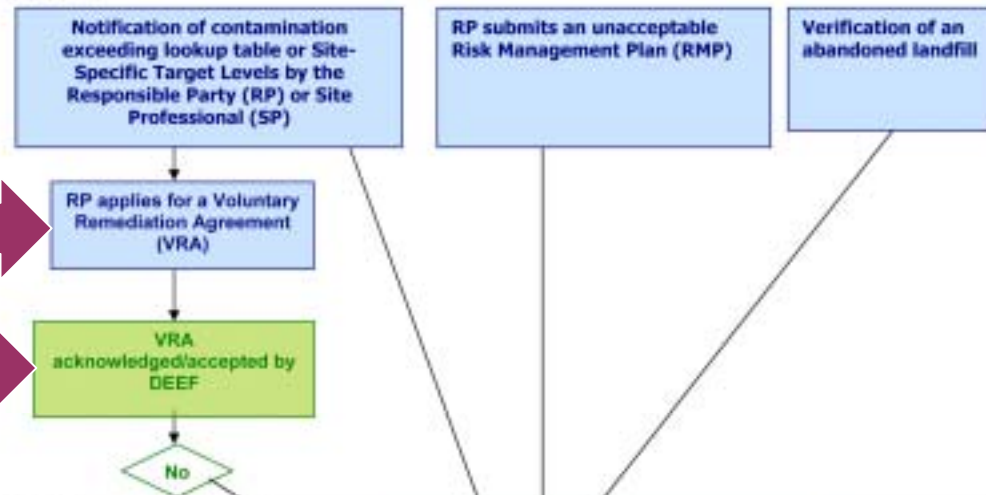 Notification of contamination
exceeding lookup table or Site-
Specific Target Levels by the
Responsible Party (RP) or Site
Professional (SP)
RP submits an unacceptable
Risk Management Plan (RMP)
Verification of an
abandoned landfill
RP applies for a Voluntary
Remediation Agreement
(VRA)
VRA
acknowledged/accepted by
DEEF
No